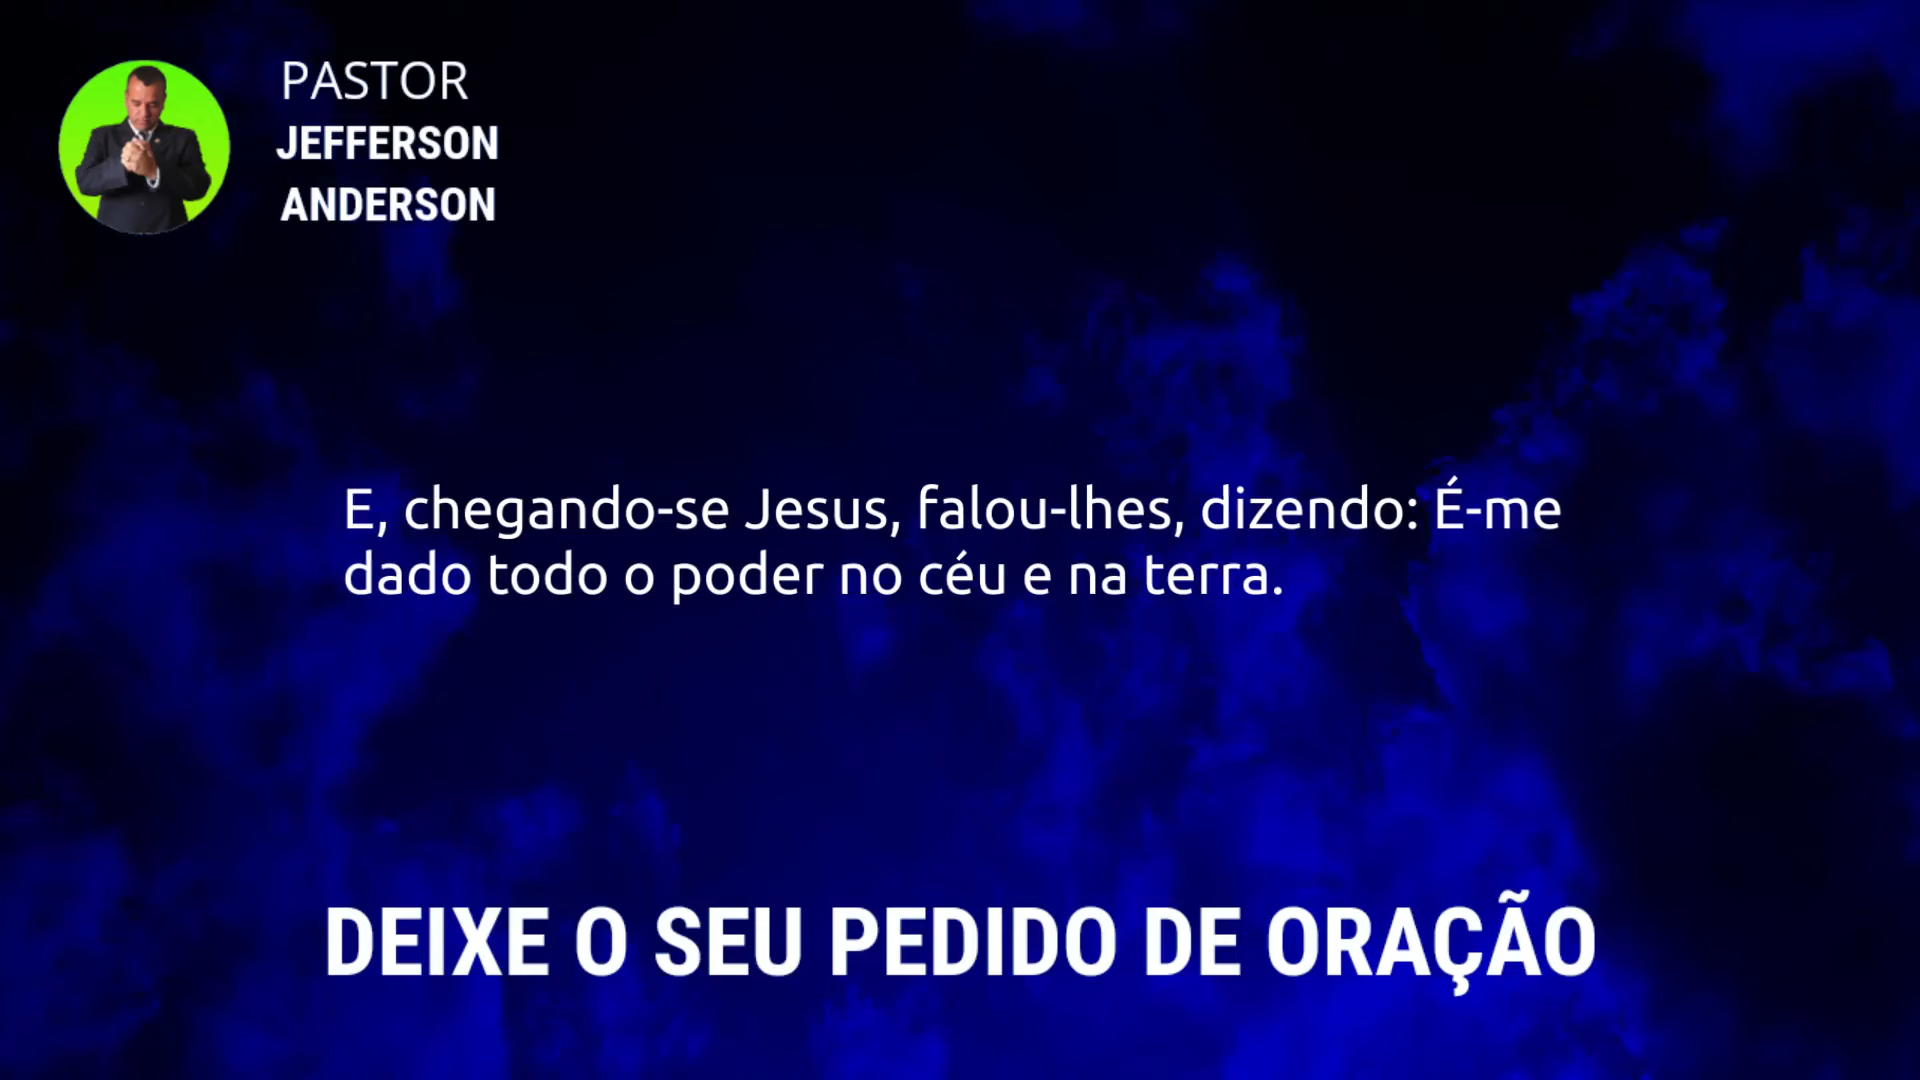 PASTOR
JEFFERSON
ANDERSON
E, chegando-se Jesus, falou-lhes, dizendo: É-me
dado todo o poder no céu e na terra.
DEIXE O SEU PEDIDO DE ORAÇÃO